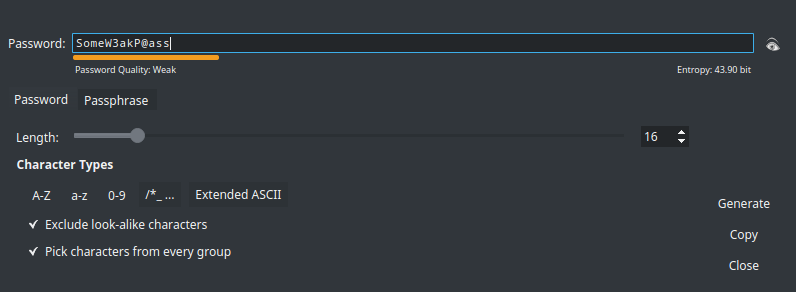 Password: SomeW3akP@ass
Password Quality: Weak Entropy: 43.90 bit
Password Passphrase
Length: 16
Character Types
A-Z a-z 0-9 /*_ ... Extended ASCII
Exclude look-alike characters
Generate
Copy
Pick characters from every group
Close